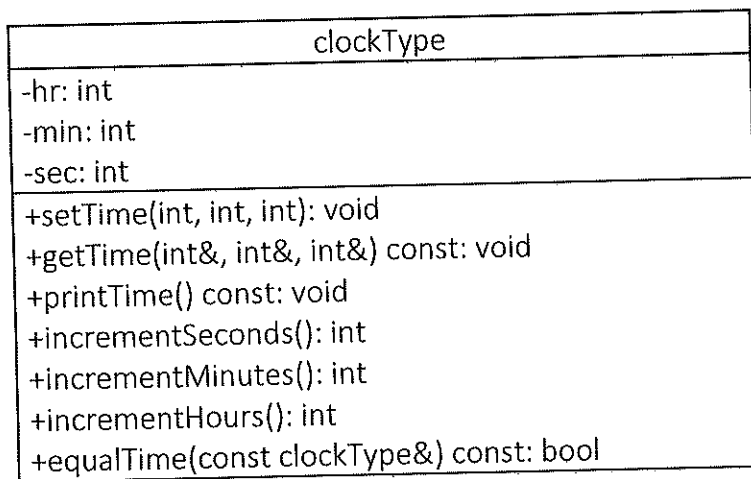 clockType
-hr: int
-min: int
-sec: int
+setTime(int, int, int): void
+getTime(int&, int&, int&) const: void
+printTime() const: void
+incrementSeconds(): int
+incrementMinutes(): int
+incrementHours(): int
+equalTime(const clockType&) const: bool